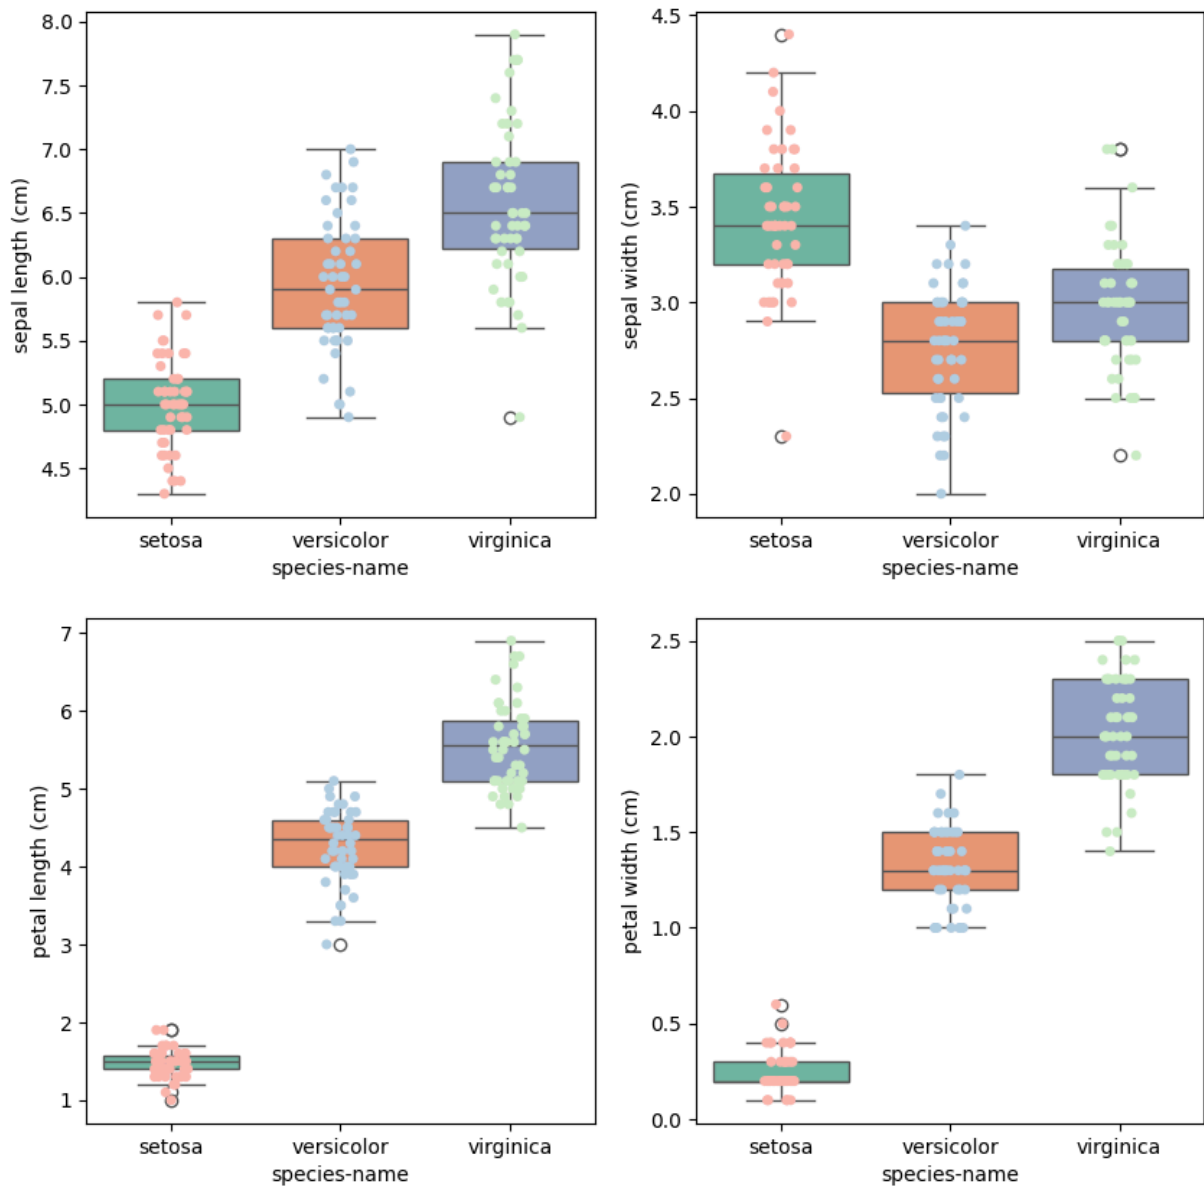 sepal length (cm)
8.0
7.5
7.0
6.5
6.0
5.5
5.0
4.5
setosa versicolor virginica
species-name
sepal width (cm)
4.5
4.0
3.5
3.0
2.5
2.0
setosa versicolor virginica
species-name
petal length (cm)
7
6
5
4
3
2
1
setosa versicolor virginica
species-name
petal width (cm)
2.5
2.0
1.5
1.0
0.5
0.0
setosa versicolor virginica
species-name